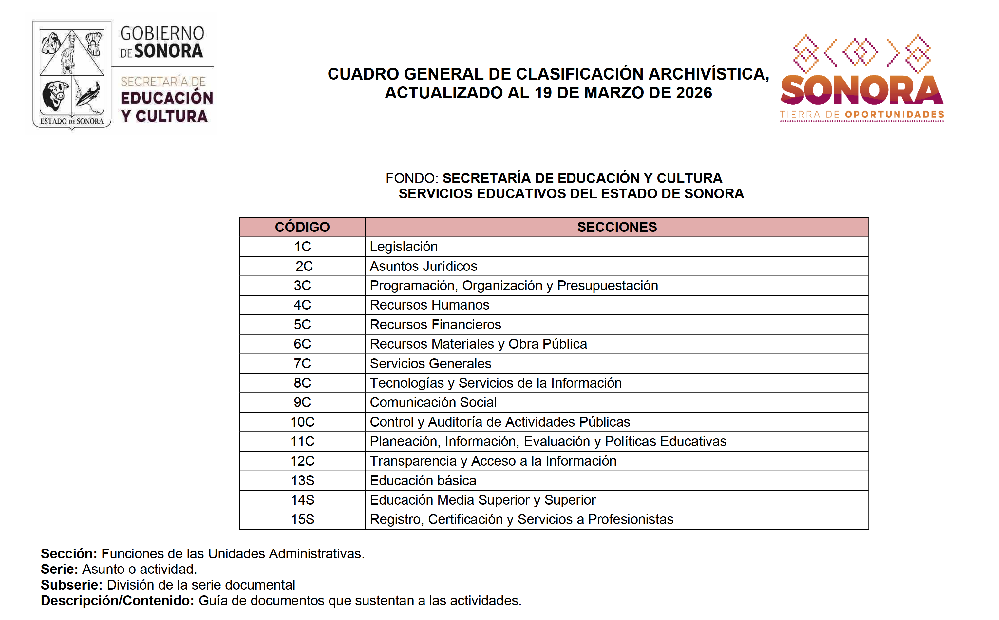 GOBIERNO
DE SONORA
SECRETARÍA DE
EDUCACIÓN
Y CULTURA
ESTADO DE SONORA
CUADRO GENERAL DE CLASIFICACIÓN ARCHIVÍSTICA,
ACTUALIZADO AL 19 DE MARZO DE 2026
SONORA
TIERRA DE OPORTUNIDADES
FONDO: SECRETARÍA DE EDUCACIÓN Y CULTURA
SERVICIOS EDUCATIVOS DEL ESTADO DE SONORA
CÓDIGO SECCIONES
1C Legislación
2C Asuntos Jurídicos
3C Programación, Organización y Presupuestación
4C Recursos Humanos
5C Recursos Financieros
6C Recursos Materiales y Obra Pública
7C Servicios Generales
8C Tecnologías y Servicios de la Información
9C Comunicación Social
10C Control y Auditoría de Actividades Públicas
11C Planeación, Información, Evaluación y Políticas Educativas
12C Transparencia y Acceso a la Información
13S Educación básica
14S Educación Media Superior y Superior
15S Registro, Certificación y Servicios a Profesionistas
Sección: Funciones de las Unidades Administrativas.
Serie: Asunto o actividad.
Subserie: División de la serie documental
Descripción/Contenido: Guía de documentos que sustentan a las actividades.